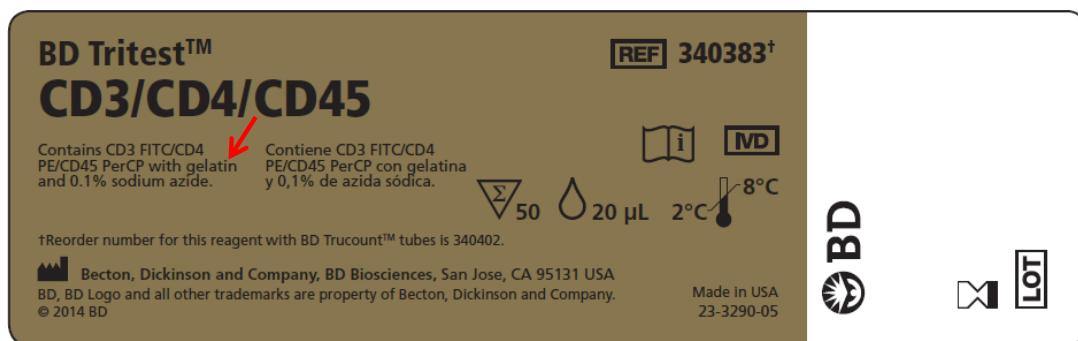 BD Tritest™
CD3/CD4/CD45
REF 340383†
Contains CD3 FITC/CD4
PE/CD45 PerCP with gelatin
and 0.1% sodium azide.
Contiene CD3 FITC/CD4
PE/CD45 PerCP con gelatina
y 0,1% de azida sódica.
i
IVD
Σ 50
20 µL
2°C
8°C
†Reorder number for this reagent with BD Trucount™ tubes is 340402.
Becton, Dickinson and Company, BD Biosciences, San Jose, CA 95131 USA
BD, BD Logo and all other trademarks are property of Becton, Dickinson and Company.
© 2014 BD
Made in USA
23-3290-05
BD
LOT